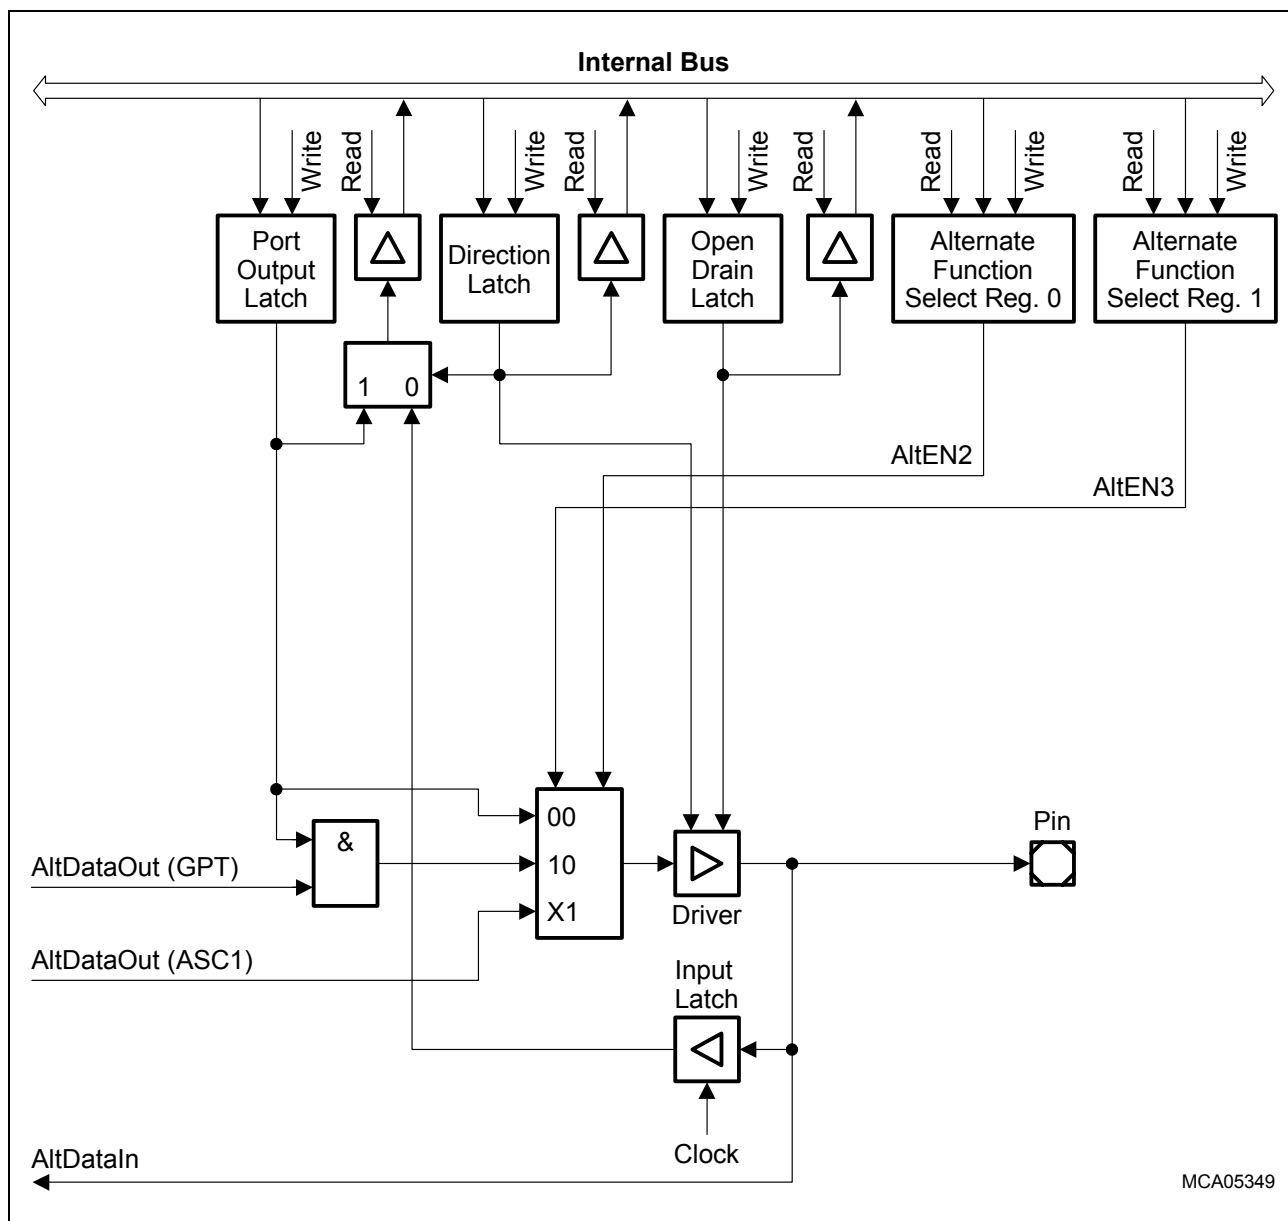 Internal Bus
Write
Read
Write
Read
Write
Read
Read
Write
Read
Write
Port
Output
Latch
Direction
Latch
Open
Drain
Latch
Alternate
Function
Select Reg. 0
Alternate
Function
Select Reg. 1
1 0
AltEN2
AltEN3
00
10
X1
&
AltDataOut (GPT)
AltDataOut (ASC1)
Driver
Pin
Input
Latch
Clock
AltDataIn
MCA05349